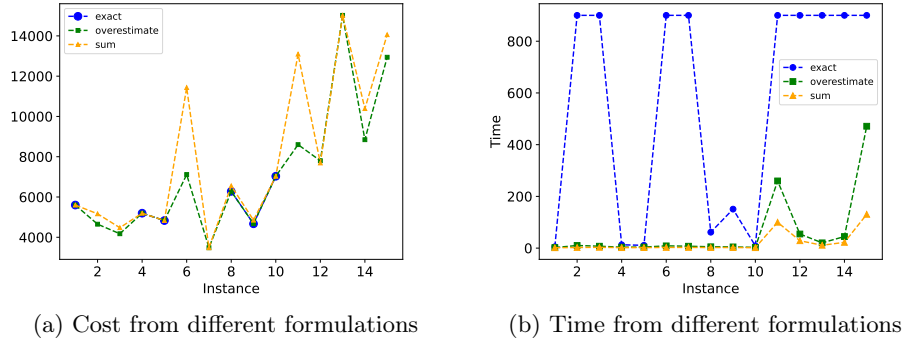 exact
overestimate
sum
14000
12000
10000
8000
6000
4000
2 4 6 8 10 12 14
Instance
(a) Cost from different formulations
800
600
400
200
0
Time
exact
overestimate
sum
2 4 6 8 10 12 14
Instance
(b) Time from different formulations